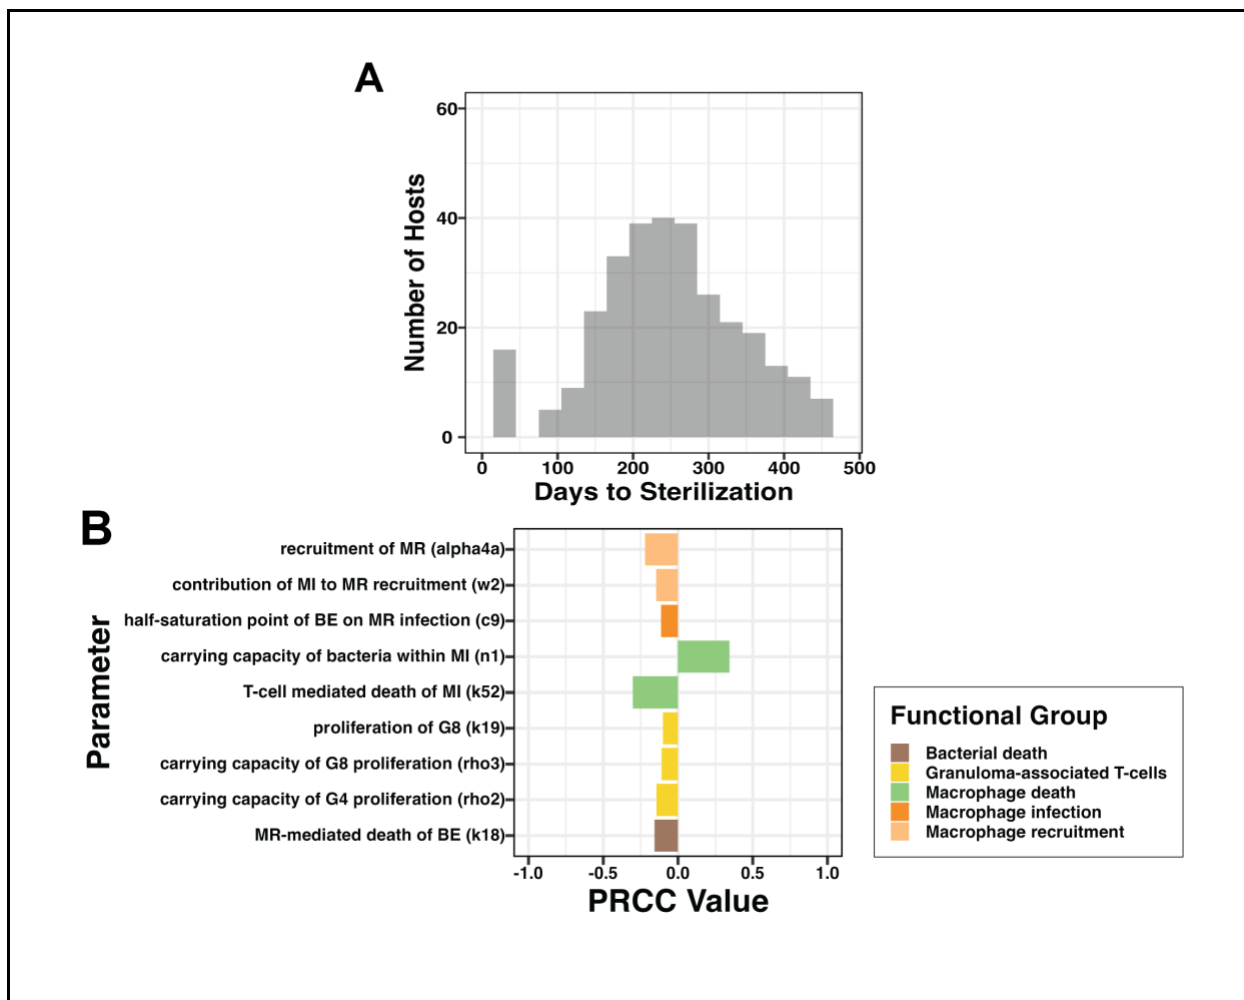 A
60
40
20
0
Number of Hosts
0 100 200 300 400 500
Days to Sterilization
B
Parameter
recruitment of MR (alpha4a)
contribution of MI to MR recruitment (w2)
half-saturation point of BE on MR infection (c9)
carrying capacity of bacteria within MI (n1)
T-cell mediated death of MI (k52)
proliferation of G8 (k19)
carrying capacity of G8 proliferation (rho3)
carrying capacity of G4 proliferation (rho2)
MR-mediated death of BE (k18)
-1.0 -0.5 0.0 0.5 1.0
PRCC Value
Functional Group
Bacterial death
Granuloma-associated T-cells
Macrophage death
Macrophage infection
Macrophage recruitment